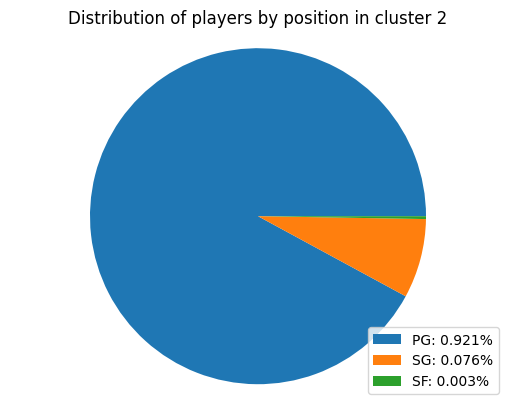 Distribution of players by position in cluster 2
PG: 0.921%
SG: 0.076%
SF: 0.003%